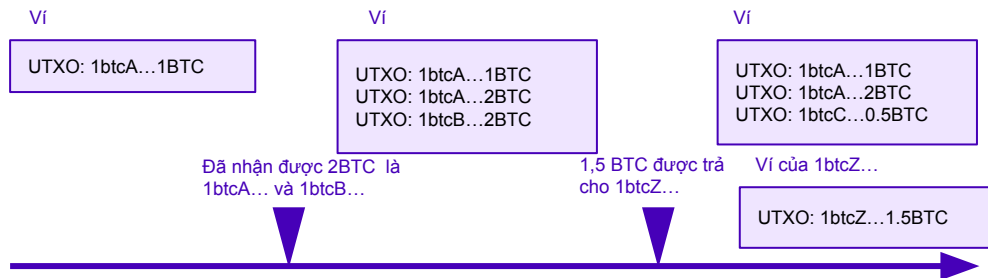 Ví
UTXO: 1btcA…1BTC
Ví
UTXO: 1btcA…1BTC
UTXO: 1btcA…2BTC
UTXO: 1btcB…2BTC
Ví
UTXO: 1btcA…1BTC
UTXO: 1btcA…2BTC
UTXO: 1btcC…0.5BTC
Đã nhận được 2BTC là
1btcA… và 1btcB…
1,5 BTC được trả
cho 1btcZ…
Ví của 1btcZ…
UTXO: 1btcZ…1.5BTC